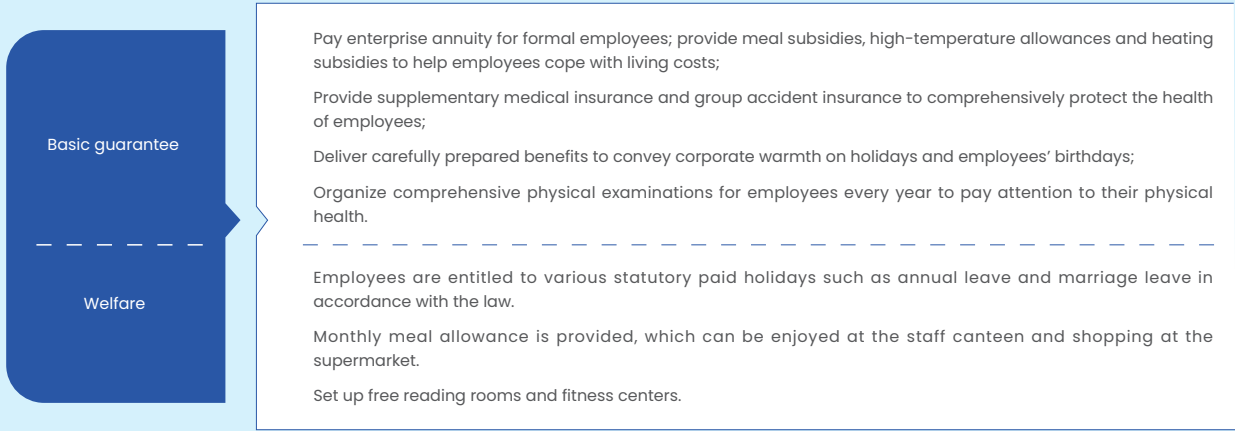 Basic guarantee
Pay enterprise annuity for formal employees; provide meal subsidies, high-temperature allowances and heating
subsidies to help employees cope with living costs;
Provide supplementary medical insurance and group accident insurance to comprehensively protect the health
of employees;
Deliver carefully prepared benefits to convey corporate warmth on holidays and employees’ birthdays;
Organize comprehensive physical examinations for employees every year to pay attention to their physical
health.
Welfare
Employees are entitled to various statutory paid holidays such as annual leave and marriage leave in
accordance with the law.
Monthly meal allowance is provided, which can be enjoyed at the staff canteen and shopping at the
supermarket.
Set up free reading rooms and fitness centers.